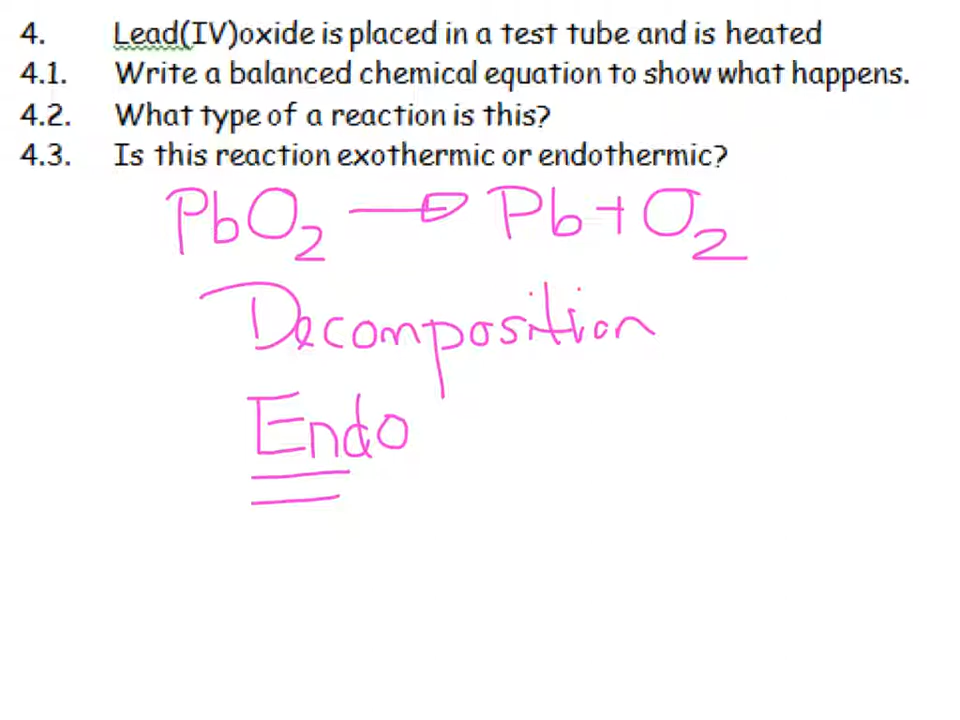 4. Lead(IV)oxide is placed in a test tube and is heated
4.1. Write a balanced chemical equation to show what happens.
4.2. What type of a reaction is this?
4.3. Is this reaction exothermic or endothermic?
PbO₂ → Pb + O₂
Decomposition
Endo